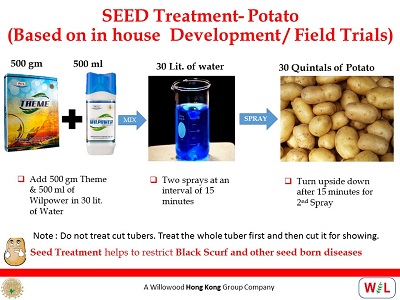 SEED Treatment- Potato
(Based on in house Development / Field Trials)
500 gm
500 ml
30 Lit. of water
30 Quintals of Potato
THEME
WILPOWER
MIX
SPRAY
Add 500 gm Theme
& 500 ml of
Wilpower in 30 lit.
of Water
Two sprays at an
interval of 15
minutes
Turn upside down
after 15 minutes for
2nd Spray
Note : Do not treat cut tubers. Treat the whole tuber first and then cut it for showing.
Seed Treatment helps to restrict Black Scurf and other seed born diseases
A Willowood Hong Kong Group Company
W L